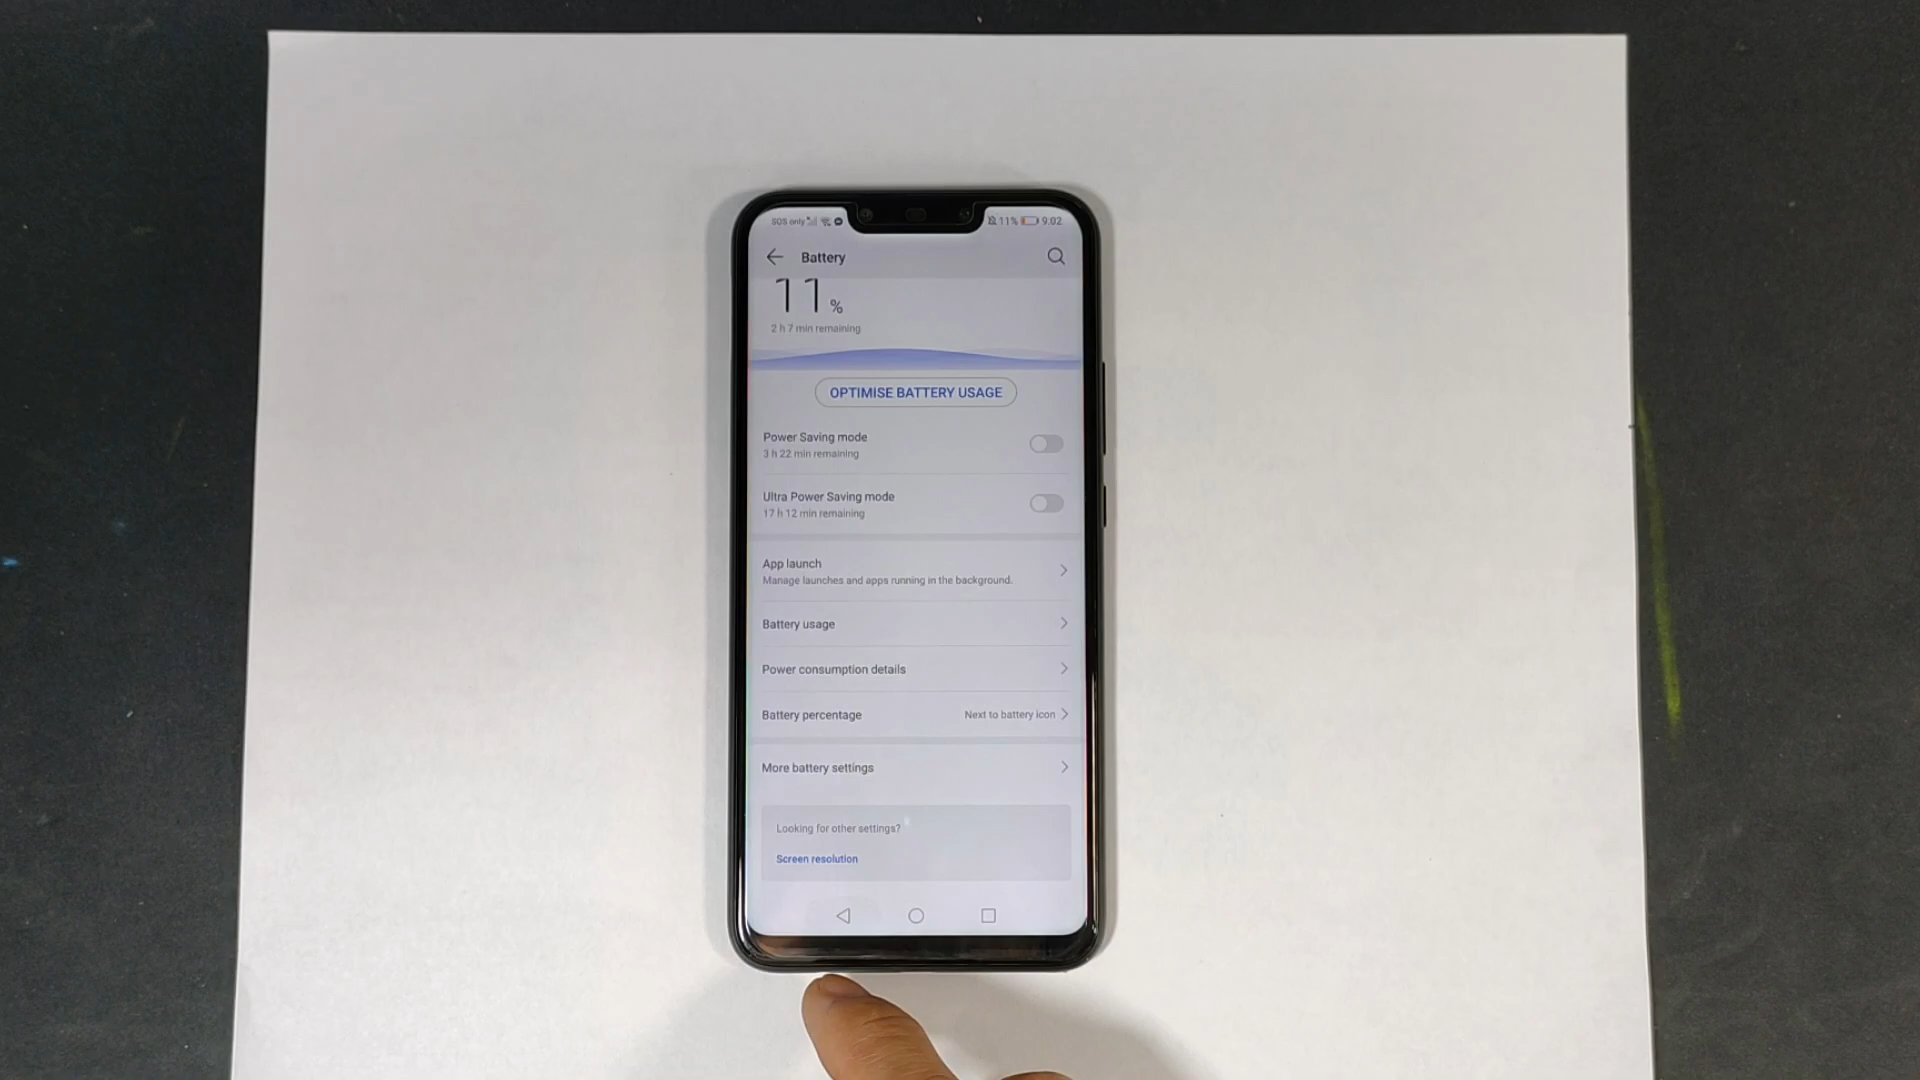 SOS only 11% 9:02
Battery
11%
2 h 7 min remaining
OPTIMISE BATTERY USAGE
Power Saving mode
3 h 22 min remaining
Ultra Power Saving mode
17 h 12 min remaining
App launch
Manage launches and apps running in the background.
Battery usage
Power consumption details
Battery percentage Next to battery icon
More battery settings
Looking for other settings?
Screen resolution